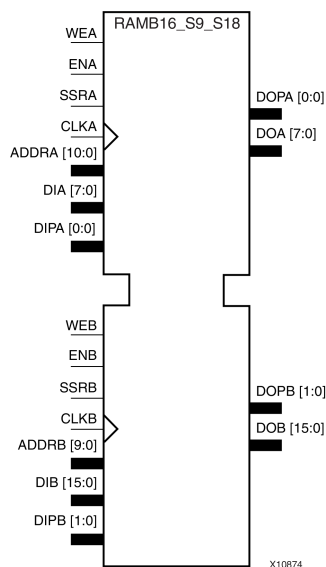 RAMB16_S9_S18
WEA
ENA
SSRA
CLKA
ADDRA [10:0]
DIA [7:0]
DIPA [0:0]
DOPA [0:0]
DOA [7:0]
WEB
ENB
SSRB
CLKB
ADDRB [9:0]
DIB [15:0]
DIPB [1:0]
DOPB [1:0]
DOB [15:0]
X10874